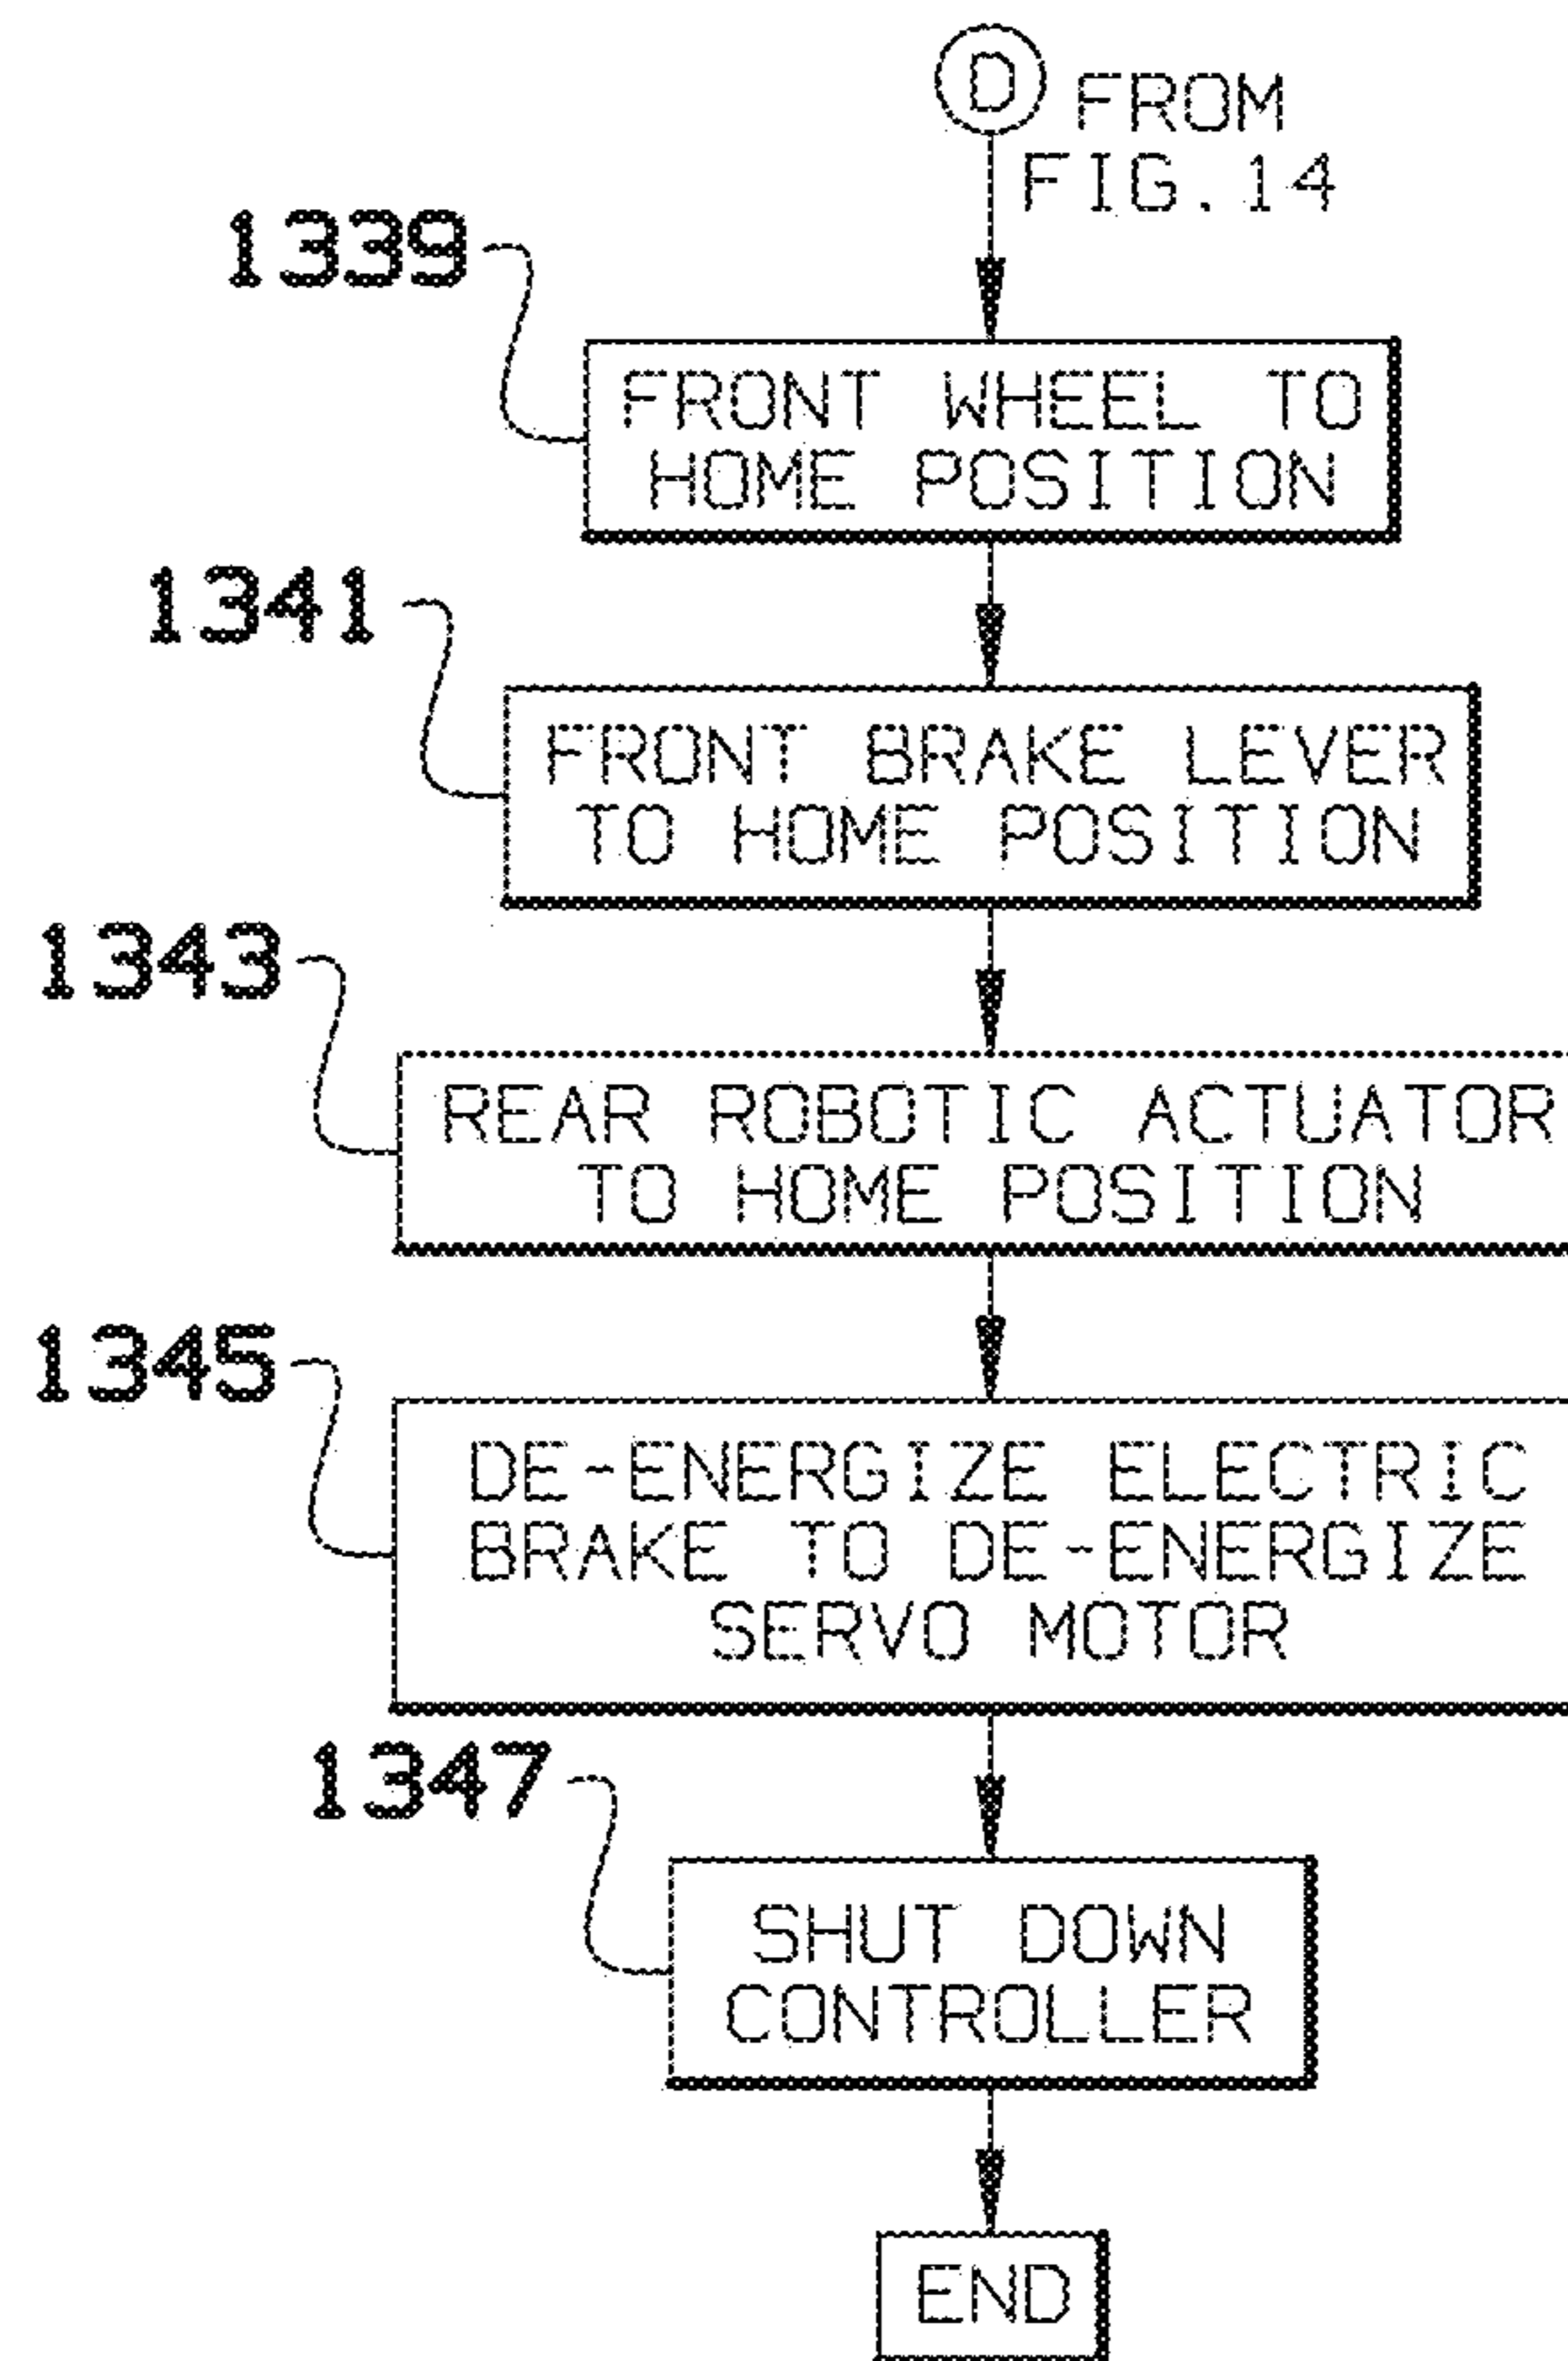 D FROM
FIG.14
1339
FRONT WHEEL TO
HOME POSITION
1341
FRONT BRAKE LEVER
TO HOME POSITION
1343
REAR ROBOTIC ACTUATOR
TO HOME POSITION
1345
DE-ENERGIZE ELECTRIC
BRAKE TO DE-ENERGIZE
SERVO MOTOR
1347
SHUT DOWN
CONTROLLER
END